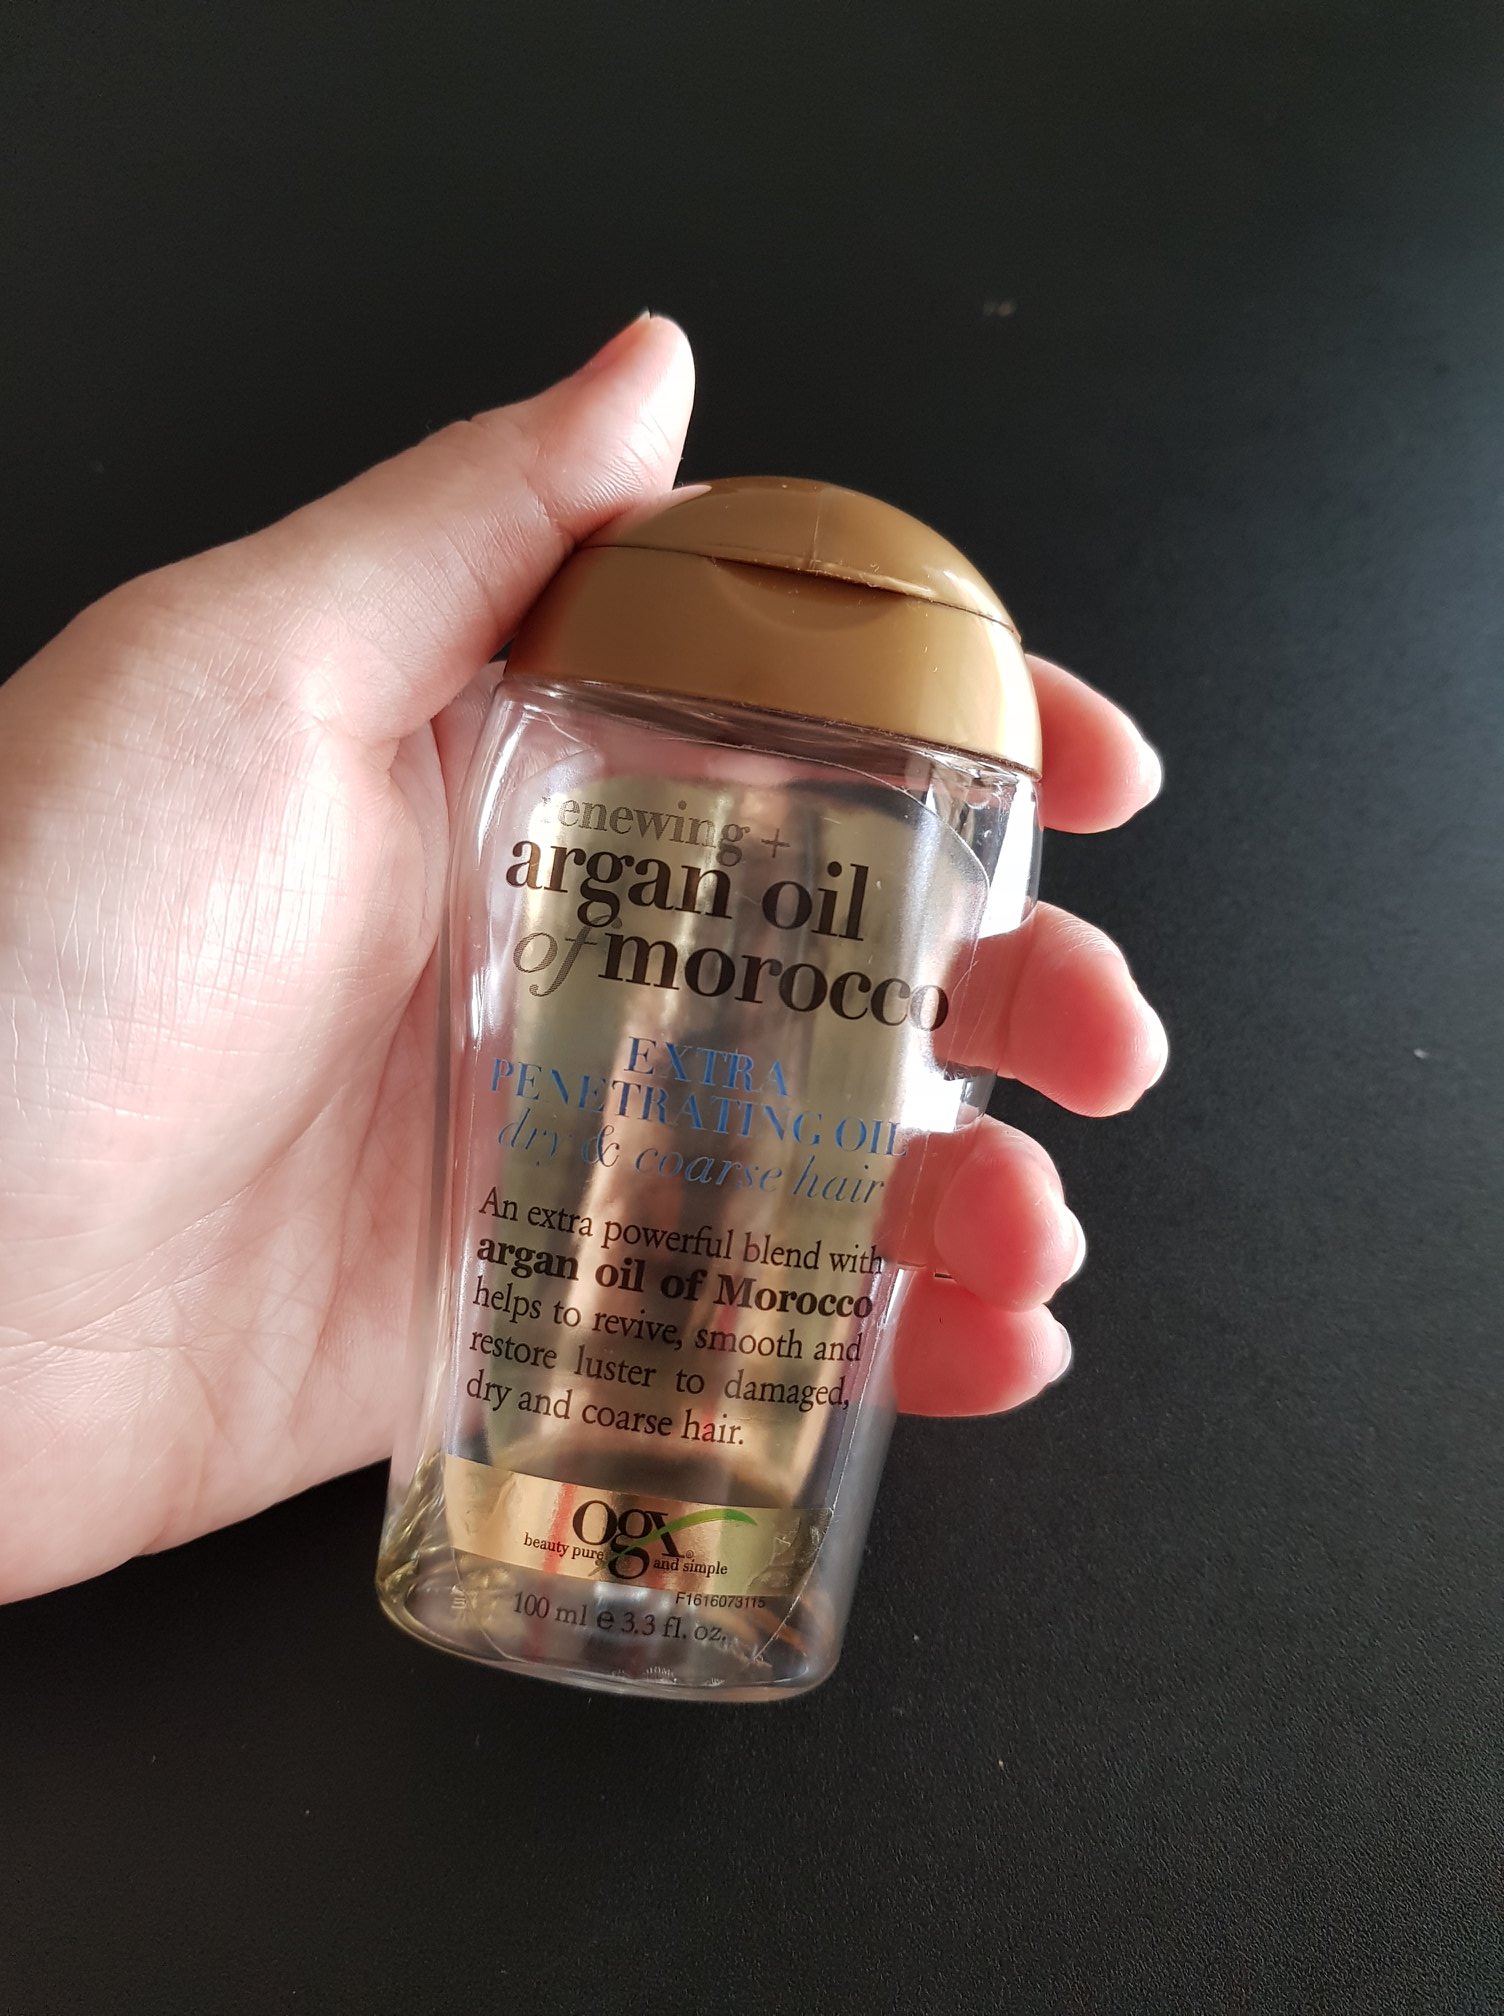 renewing +
argan oil
of morocco
EXTRA
PENETRATING OIL
dry & coarse hair
An extra powerful blend with
argan oil of Morocco
helps to revive, smooth and
restore luster to damaged,
dry and coarse hair.
ogx®
beauty pure and simple
F1616073115
100 ml e 3.3 fl. oz.